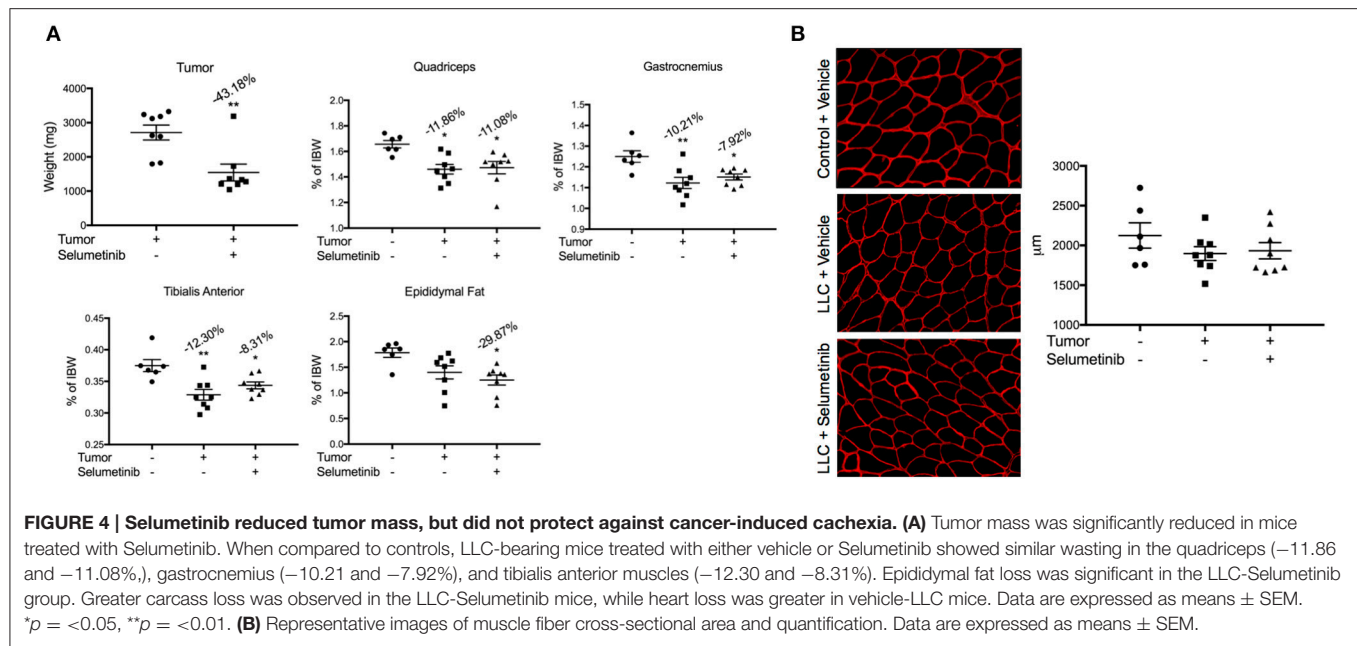 A
Tumor
Weight (mg)
4000
3000
2000
1000
0
-43.18%
**
Tumor + +
Selumetinib - +
Quadriceps
% of IBW
2.0
1.8
1.6
1.4
1.2
1.0
-11.86%
*
-11.08%
*
- + +
- - +
Gastrocnemius
% of IBW
1.5
1.4
1.3
1.2
1.1
1.0
-10.21%
**
-7.92%
*
- + +
- - +
Tibialis Anterior
% of IBW
0.45
0.40
0.35
0.30
0.25
-12.30%
**
-8.31%
*
Tumor - + +
Selumetinib - - +
Epididymal Fat
% of IBW
2.5
2.0
1.5
1.0
0.5
0.0
-29.87%
*
- + +
- - +
B
Control + Vehicle
LLC + Vehicle
LLC + Selumetinib
µm
3000
2500
2000
1500
1000
Tumor - + +
Selumetinib - - +
FIGURE 4 | Selumetinib reduced tumor mass, but did not protect against cancer-induced cachexia. (A) Tumor mass was significantly reduced in mice
treated with Selumetinib. When compared to controls, LLC-bearing mice treated with either vehicle or Selumetinib showed similar wasting in the quadriceps (−11.86
and −11.08%,), gastrocnemius (−10.21 and −7.92%), and tibialis anterior muscles (−12.30 and −8.31%). Epididymal fat loss was significant in the LLC-Selumetinib
group. Greater carcass loss was observed in the LLC-Selumetinib mice, while heart loss was greater in vehicle-LLC mice. Data are expressed as means ± SEM.
*p = <0.05, **p = <0.01. (B) Representative images of muscle fiber cross-sectional area and quantification. Data are expressed as means ± SEM.